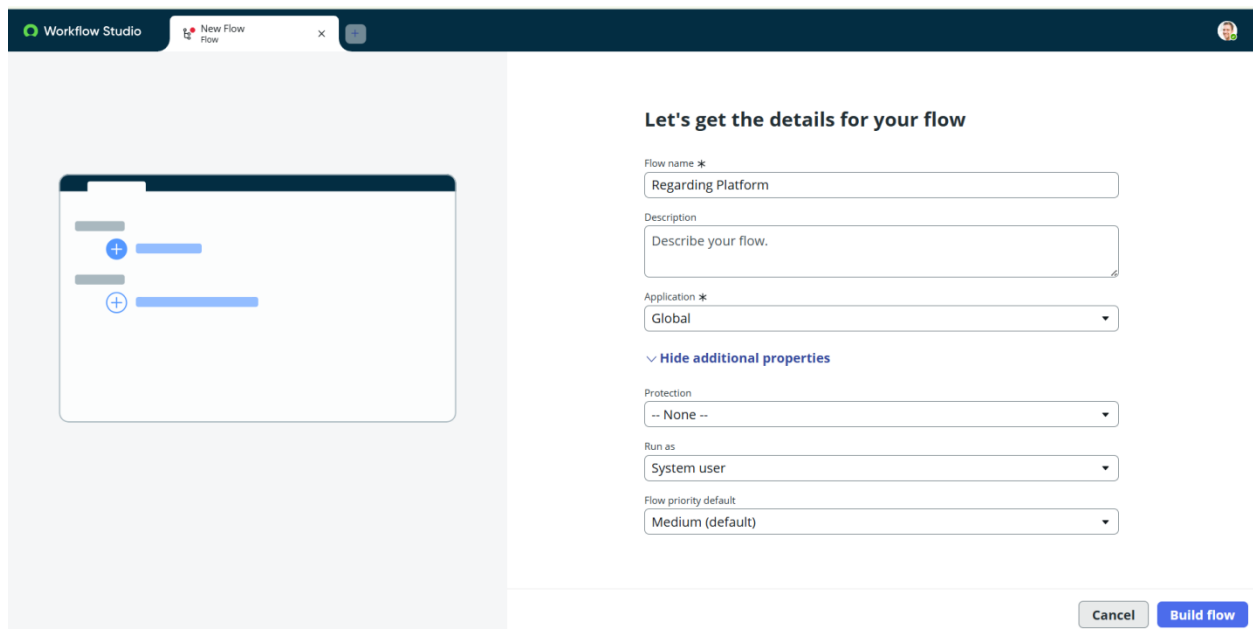 Workflow Studio
New Flow
Flow
Let's get the details for your flow
Flow name *
Regarding Platform
Description
Describe your flow.
Application *
Global
Hide additional properties
Protection
-- None --
Run as
System user
Flow priority default
Medium (default)
Cancel
Build flow